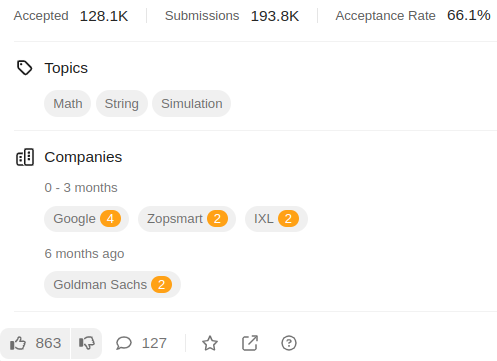 Accepted 128.1K Submissions 193.8K Acceptance Rate 66.1%
Topics
Math String Simulation
Companies
0 - 3 months
Google 4 Zopsmart 2 IXL 2
6 months ago
Goldman Sachs 2
863 127